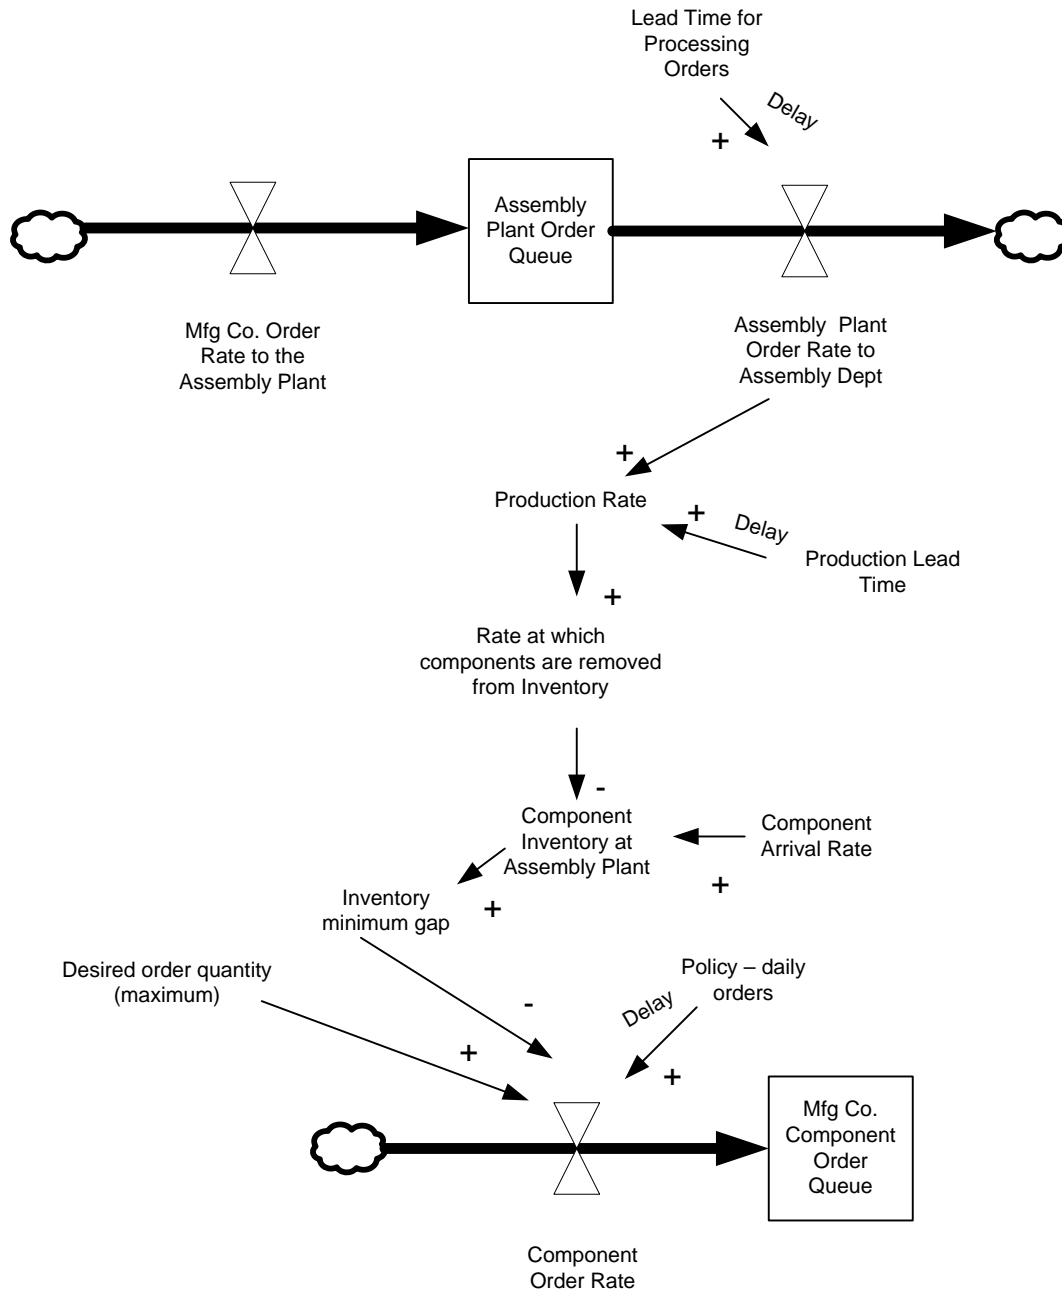 Lead Time for
Processing
Orders
Delay
+
Assembly
Plant Order
Queue
Mfg Co. Order
Rate to the
Assembly Plant
Assembly Plant
Order Rate to
Assembly Dept
+
Production Rate
+
Delay
Production Lead
Time
+
Rate at which
components are removed
from Inventory
-
Component
Inventory at
Assembly Plant
Component
Arrival Rate
+
+
Inventory
minimum gap
Desired order quantity
(maximum)
Policy – daily
orders
Delay
-
+
+
Mfg Co.
Component
Order
Queue
Component
Order Rate